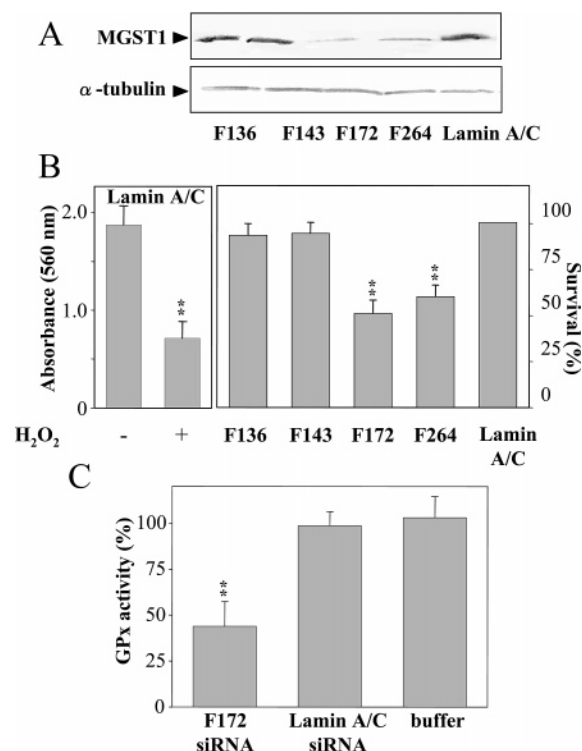 A
MGST1
α-tubulin
F136 F143 F172 F264 Lamin A/C
B
Lamin A/C
Absorbance (560 nm)
2.0
1.0
0
**
** **
100
75
50
25
0
Survival (%)
H₂O₂ - + F136 F143 F172 F264 Lamin
A/C
C
GPx activity (%)
100
75
50
25
0
**
F172 Lamin A/C buffer
siRNA siRNA